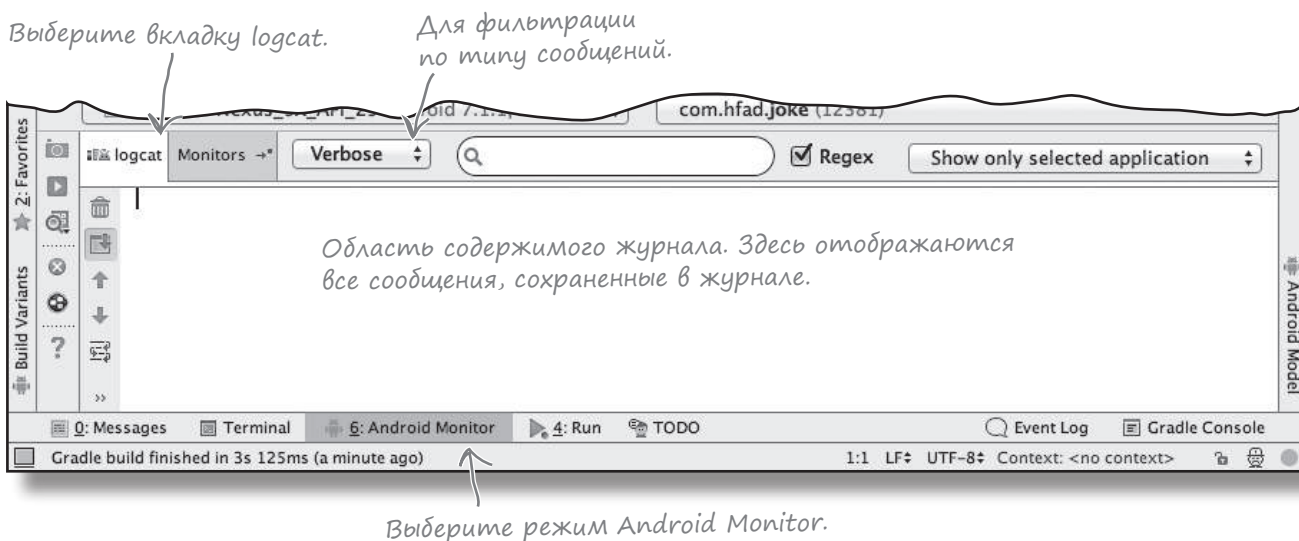 Выберите вкладку logcat.
Для фильтрации
по типу сообщений.
com.hfad.joke (12381)
logcat
Monitors
Verbose
Regex
Show only selected application
2: Favorites
Build Variants
Область содержимого журнала. Здесь отображаются
все сообщения, сохраненные в журнале.
Android Model
0: Messages
Terminal
6: Android Monitor
4: Run
TODO
Event Log
Gradle Console
Gradle build finished in 3s 125ms (a minute ago)
1:1 LF UTF-8 Context: <no context>
Выберите режим Android Monitor.